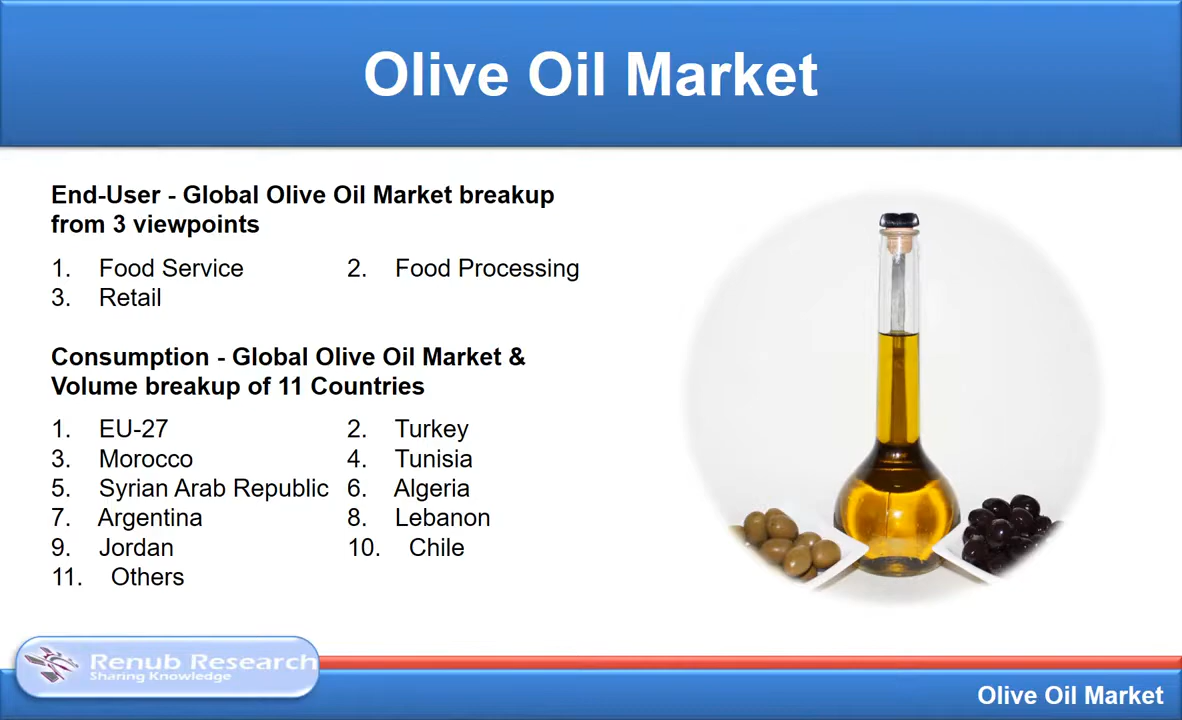 Olive Oil Market
End-User - Global Olive Oil Market breakup
from 3 viewpoints
1. Food Service 2. Food Processing
3. Retail
Consumption - Global Olive Oil Market &
Volume breakup of 11 Countries
1. EU-27 2. Turkey
3. Morocco 4. Tunisia
5. Syrian Arab Republic 6. Algeria
7. Argentina 8. Lebanon
9. Jordan 10. Chile
11. Others
Renub Research
Sharing Knowledge
Olive Oil Market